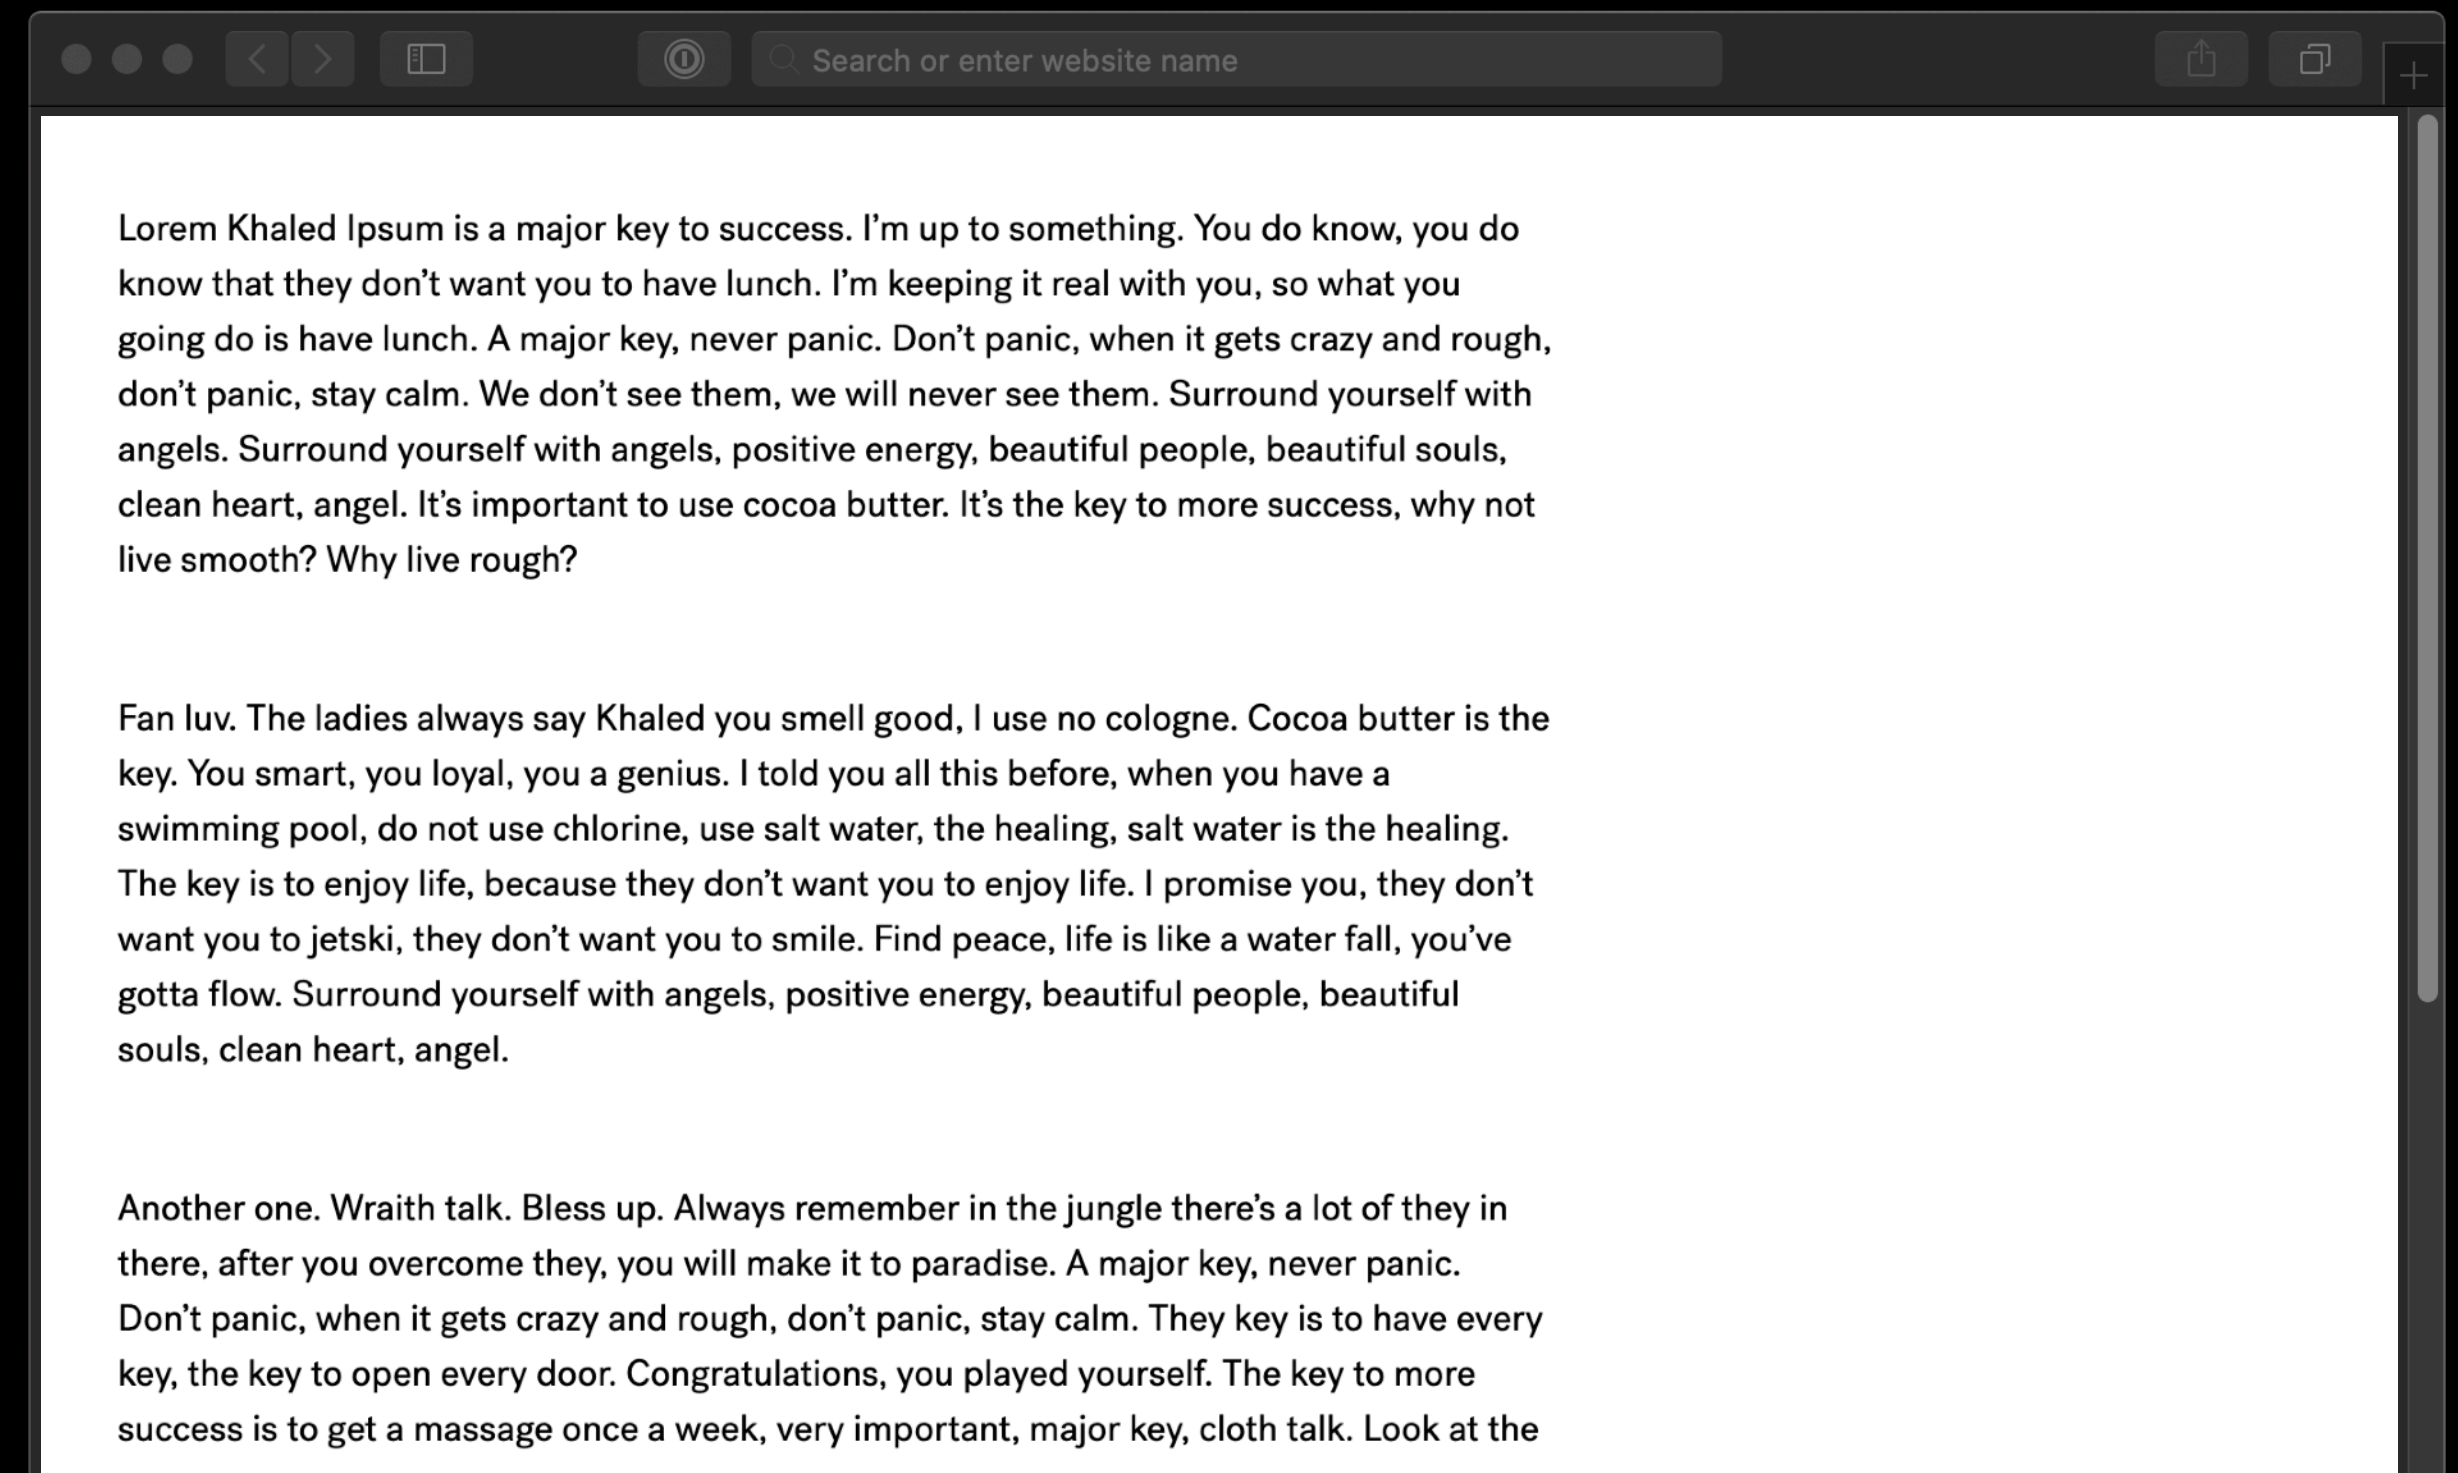 Search or enter website name
Lorem Khaled Ipsum is a major key to success. I’m up to something. You do know, you do
know that they don’t want you to have lunch. I’m keeping it real with you, so what you
going do is have lunch. A major key, never panic. Don’t panic, when it gets crazy and rough,
don’t panic, stay calm. We don’t see them, we will never see them. Surround yourself with
angels. Surround yourself with angels, positive energy, beautiful people, beautiful souls,
clean heart, angel. It’s important to use cocoa butter. It’s the key to more success, why not
live smooth? Why live rough?
Fan luv. The ladies always say Khaled you smell good, I use no cologne. Cocoa butter is the
key. You smart, you loyal, you a genius. I told you all this before, when you have a
swimming pool, do not use chlorine, use salt water, the healing, salt water is the healing.
The key is to enjoy life, because they don’t want you to enjoy life. I promise you, they don’t
want you to jetski, they don’t want you to smile. Find peace, life is like a water fall, you’ve
gotta flow. Surround yourself with angels, positive energy, beautiful people, beautiful
souls, clean heart, angel.
Another one. Wraith talk. Bless up. Always remember in the jungle there’s a lot of they in
there, after you overcome they, you will make it to paradise. A major key, never panic.
Don’t panic, when it gets crazy and rough, don’t panic, stay calm. They key is to have every
key, the key to open every door. Congratulations, you played yourself. The key to more
success is to get a massage once a week, very important, major key, cloth talk. Look at the